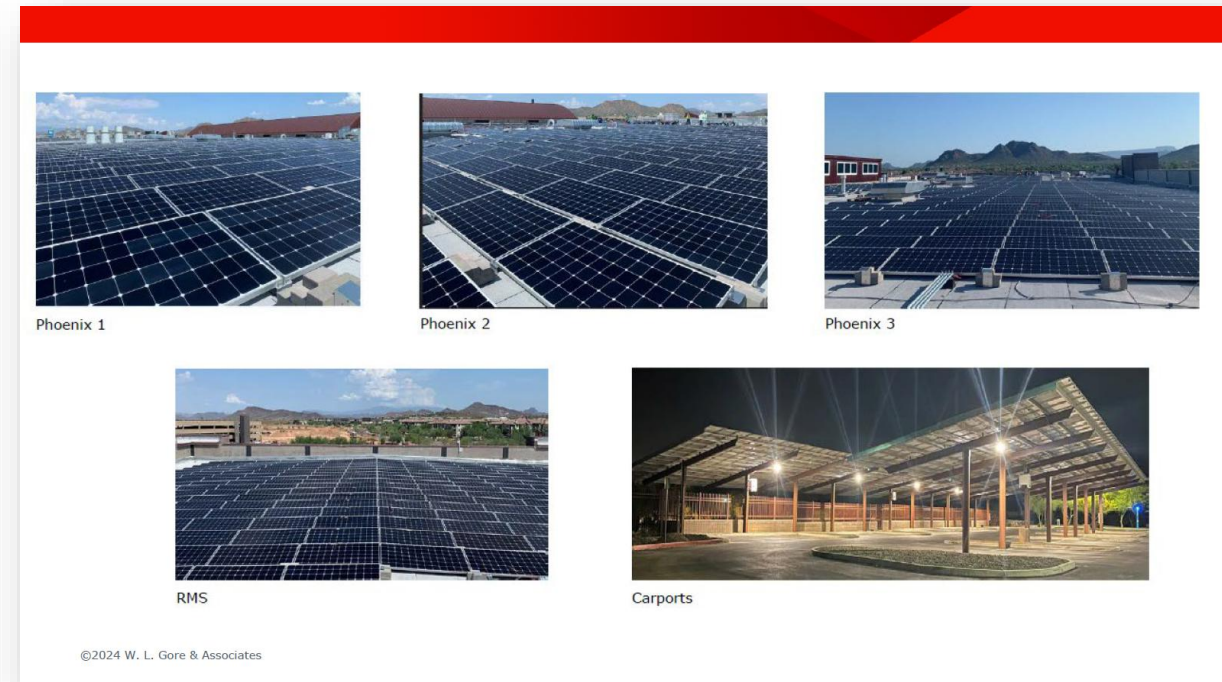 Phoenix 1
Phoenix 2
Phoenix 3
RMS
Carports
©2024 W. L. Gore & Associates